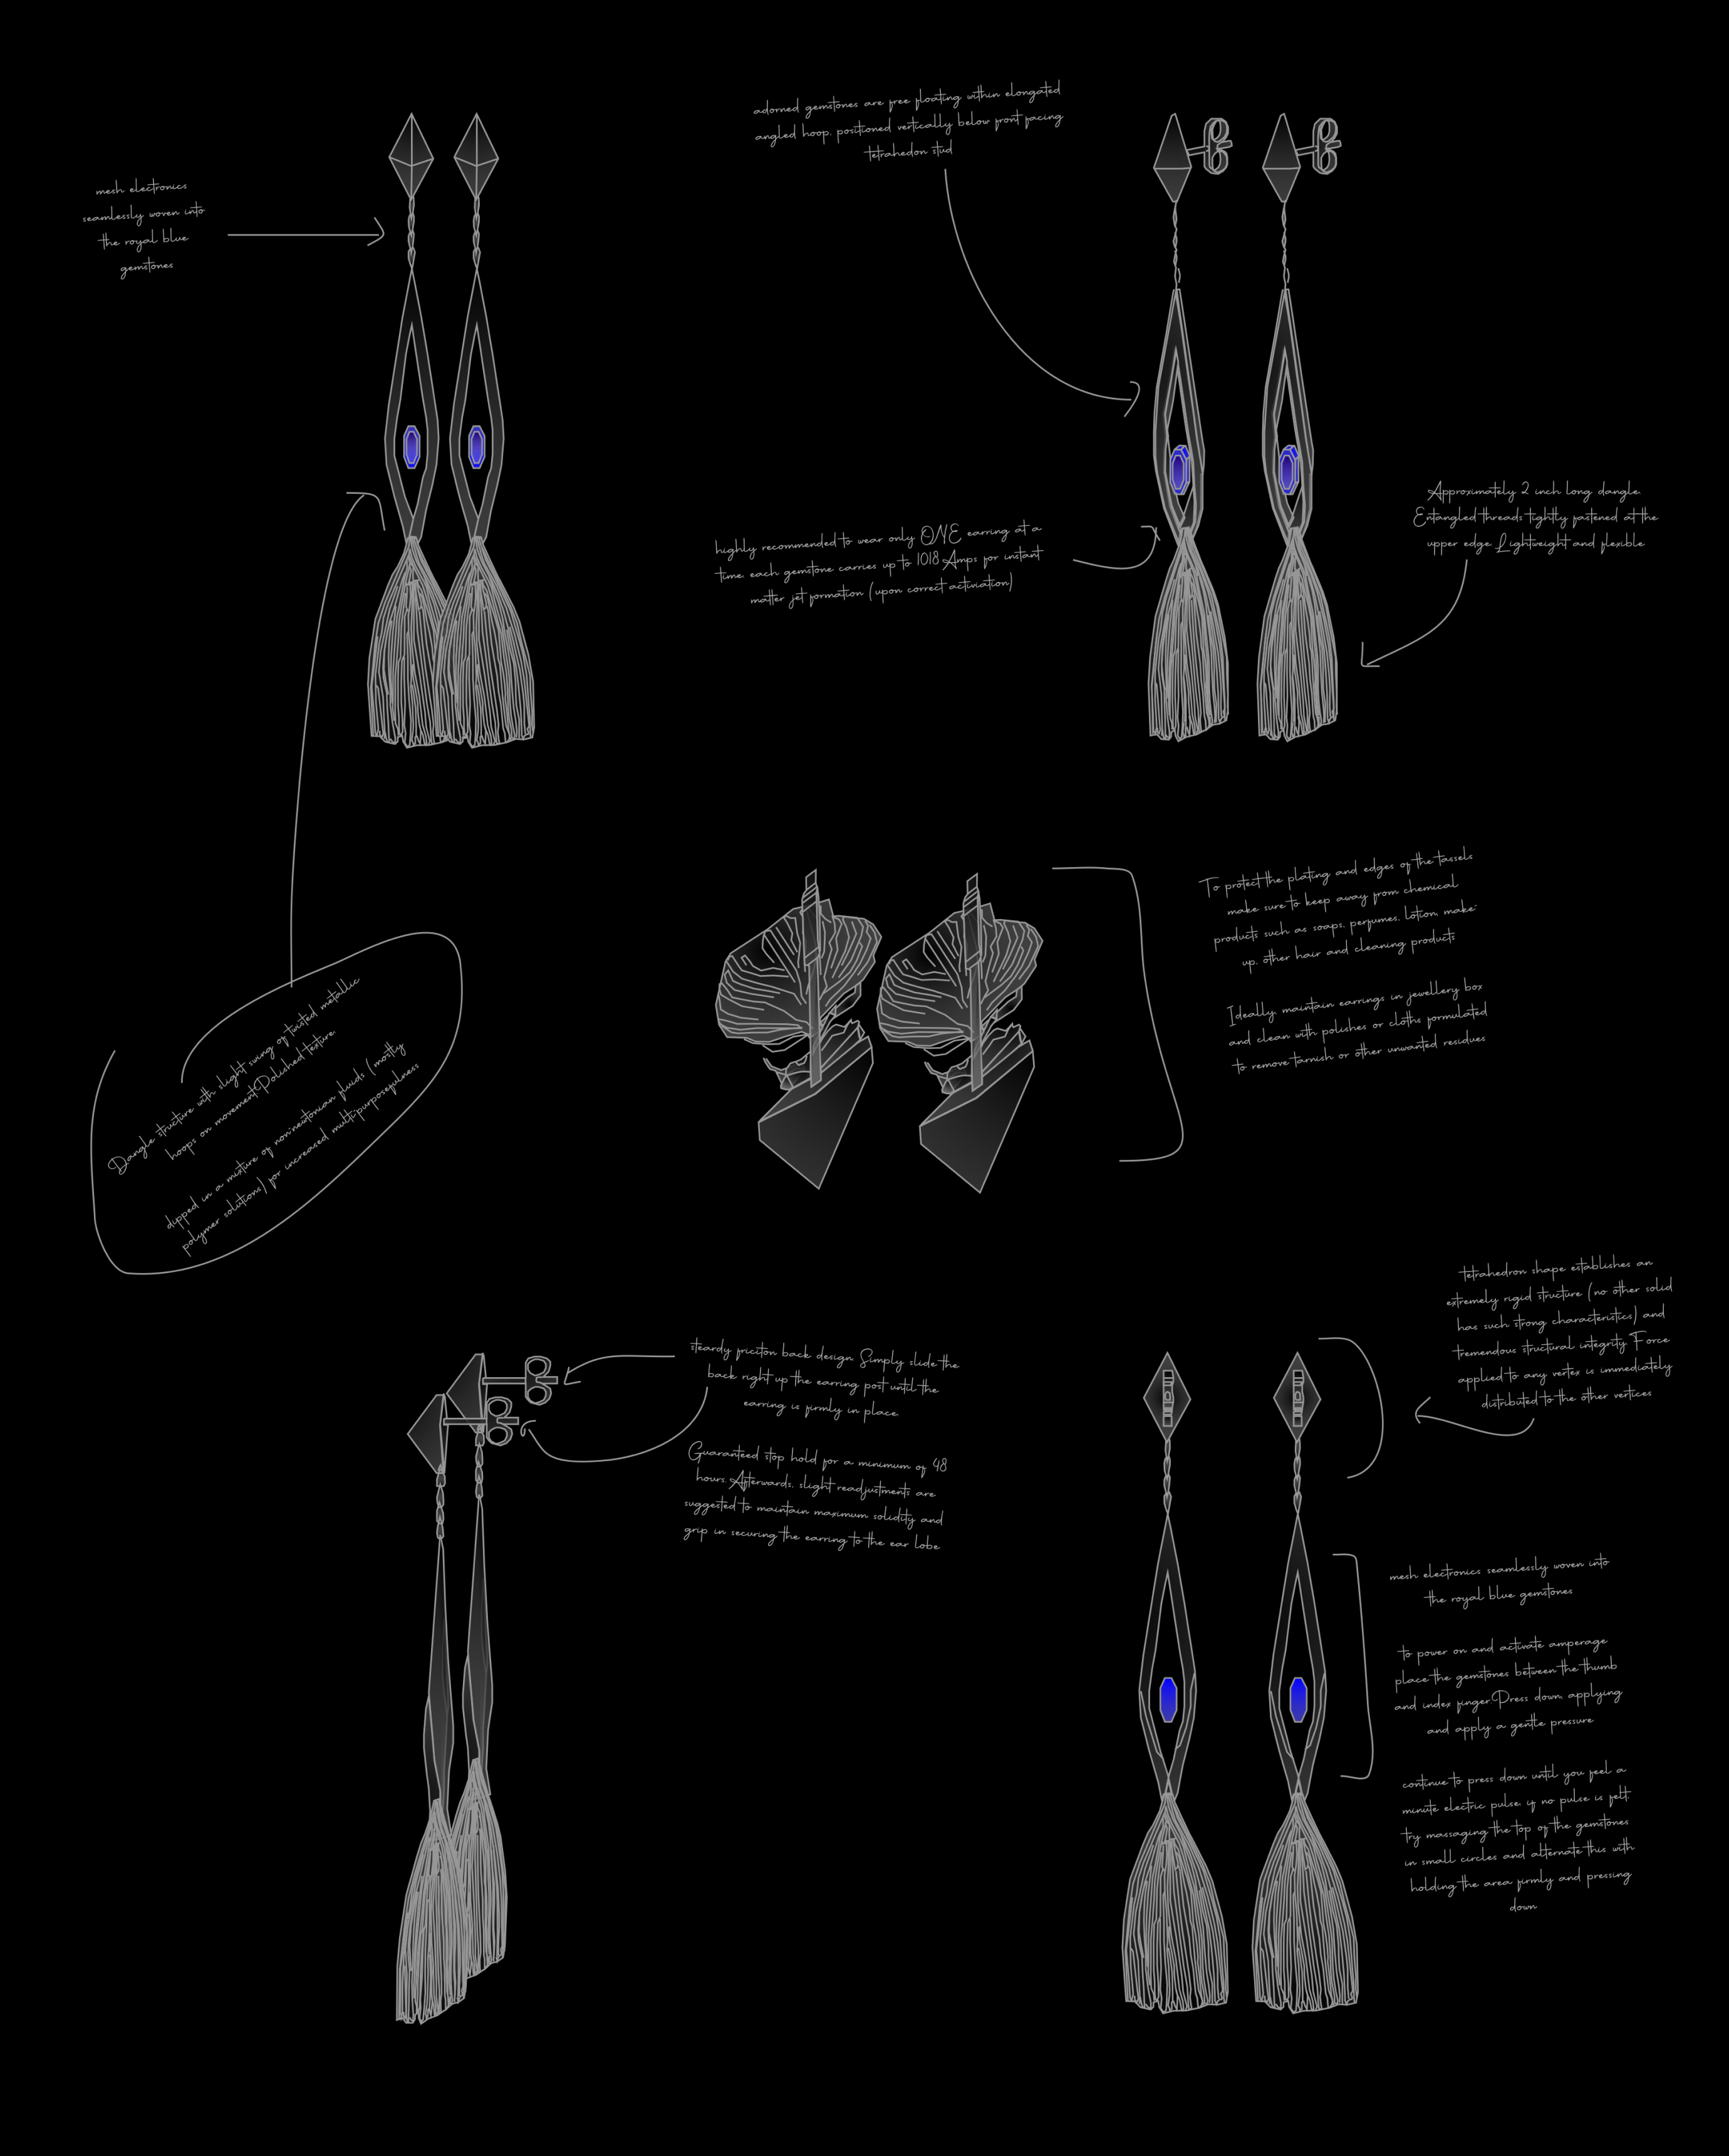 adorned gemstones are free floating within elongated
angled hoop. positioned vertically below front facing
tetrahedon stud
mesh electronics
seamlessly woven into
the royal blue
gemstones
Approximately 2 inch long dangle.
Entangled threads tightly fastened at the
upper edge. Lightweight and flexible
highly recommended to wear only ONE earring at a
time. each gemstone carries up to 1018 Amps for instant
matter jet formation (upon correct activiation)
To protect the plating and edges of the tassels
make sure to keep away from chemical
products such as soaps, perfumes, lotion, make-
up, other hair and cleaning products
Ideally, maintain earrings in jewellery box
and clean with polishes or cloths formulated
to remove tarnish or other unwanted residues
Dangle structure with slight swing of twisted metallic
hoops on movement. Polished texture.
dipped in a mixture of non-newtonian fluids (mostly
polymer solutions) for increased multi-purposefulness
tetrahedron shape establishes an
extremely rigid structure (no other solid
has such strong characteristics) and
tremendous structural integrity. Force
applied to any vertex is immediately
distributed to the other vertices
steardy friciton back design. Simply slide the
back right up the earring post until the
earring is firmly in place.
Guaranteed stop hold for a minimum of 48
hours. Afterwards, slight readjustments are
suggested to maintain maximum solidity and
grip in securing the earring to the ear lobe
mesh electronics seamlessly woven into
the royal blue gemstones
to power on and activate amperage
place the gemstones between the thumb
and index finger. Press down, applying
and apply a gentle pressure
continue to press down until you feel a
minute electric pulse. if no pulse is felt,
try massaging the top of the gemstones
in small circles and alternate this with
holding the area firmly and pressing
down